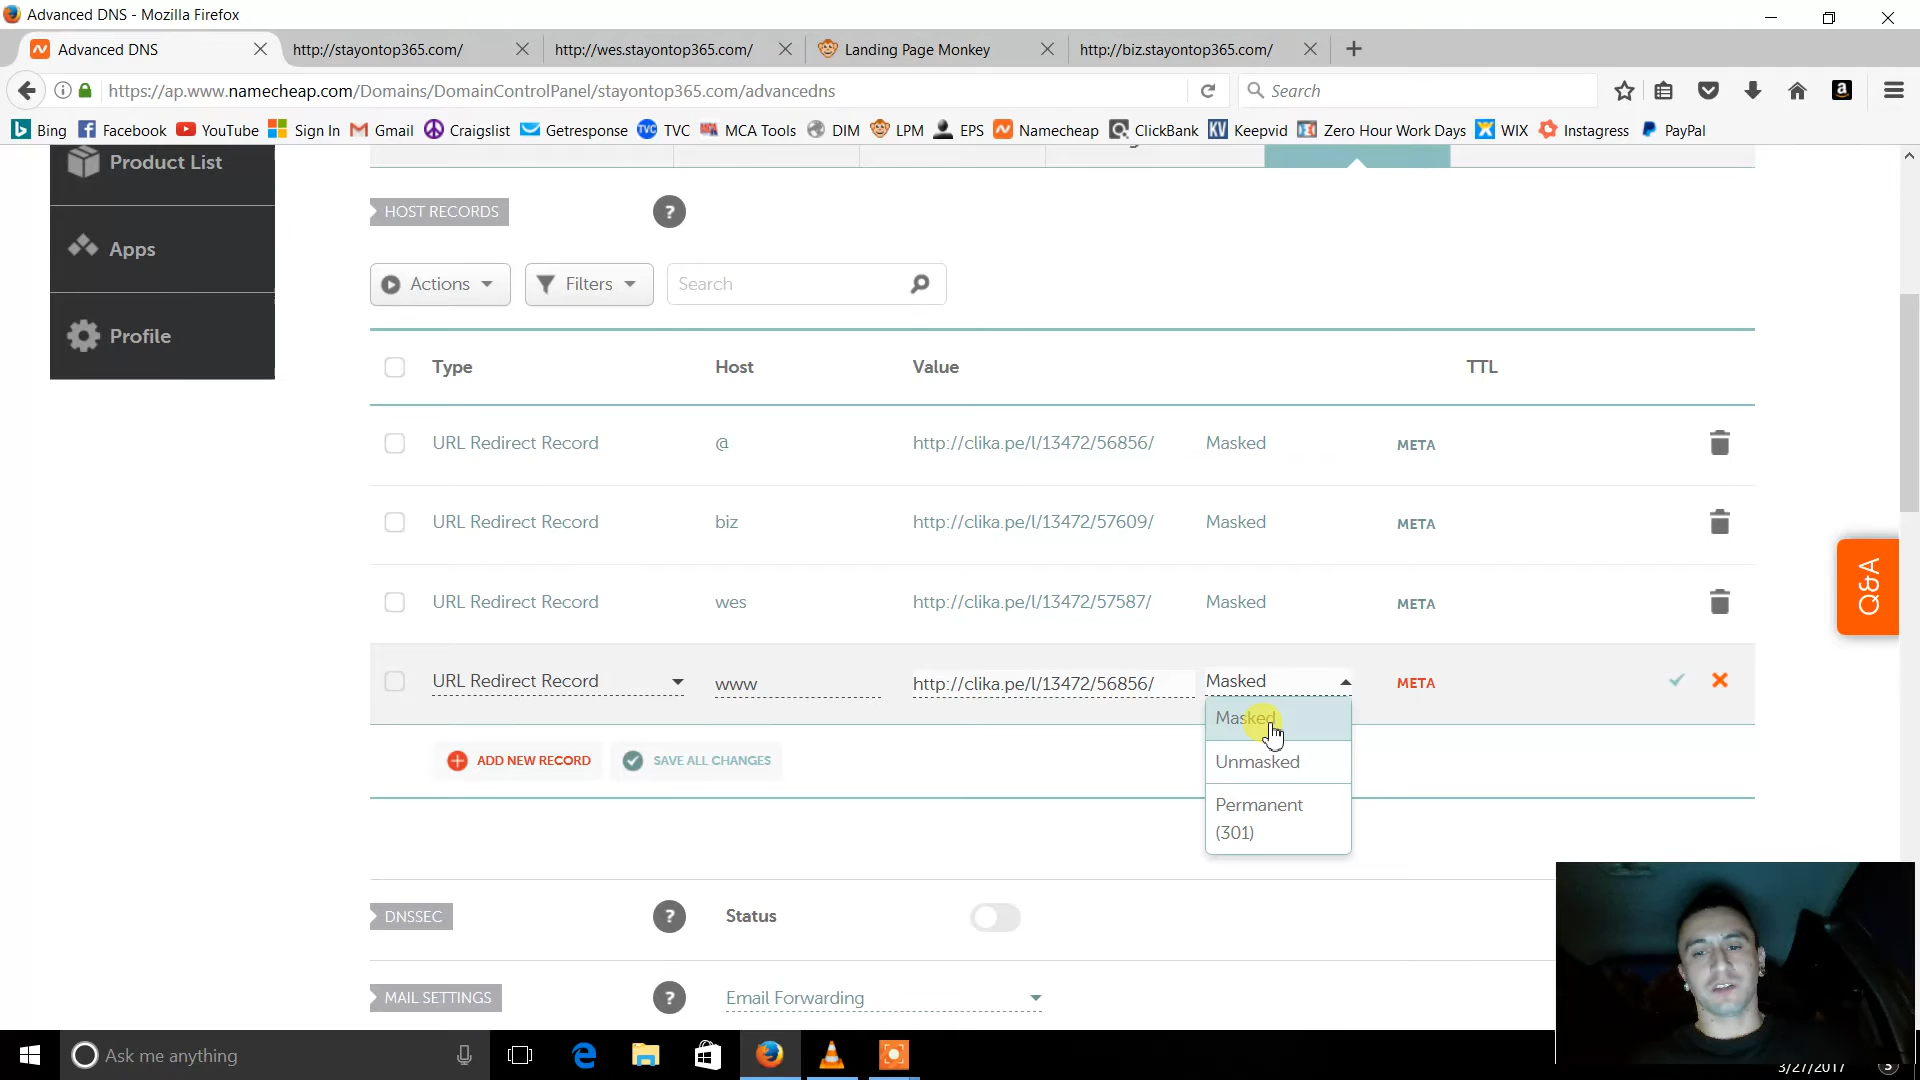 Advanced DNS - Mozilla Firefox
Advanced DNS
http://stayontop365.com/
http://wes.stayontop365.com/
Landing Page Monkey
http://biz.stayontop365.com/
https://ap.www.namecheap.com/Domains/DomainControlPanel/stayontop365.com/advancedns
Search
Bing Facebook YouTube Sign In Gmail Craigslist Getresponse TVC TVC MCA Tools DIM LPM EPS Namecheap ClickBank KV Keepvid Zero Hour Work Days WIX Instagress PayPal
Product List
Apps
Profile
HOST RECORDS ?
Actions Filters Search
Type Host Value TTL
URL Redirect Record @ http://clika.pe/l/13472/56856/ Masked META
URL Redirect Record biz http://clika.pe/l/13472/57609/ Masked META
URL Redirect Record wes http://clika.pe/l/13472/57587/ Masked META
URL Redirect Record www http://clika.pe/l/13472/56856/ Masked META
Masked
Unmasked
Permanent
(301)
ADD NEW RECORD SAVE ALL CHANGES
Q&A
DNSSEC ? Status
MAIL SETTINGS ? Email Forwarding
Ask me anything
3/27/2017